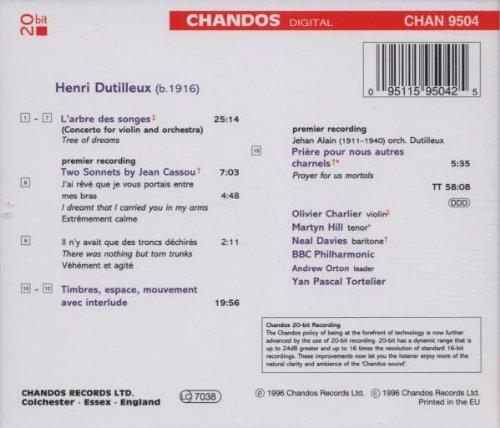 20
bit
CHANDOS DIGITAL
CHAN 9504
0 95115 95042 5
Henri Dutilleux (b.1916)
1 - 7 L'arbre des songes‡ 25:14
(Concerto for violin and orchestra)
Tree of dreams
premier recording
Two Sonnets by Jean Cassou† 7:03
8 J'ai rêvé que je vous portais entre
mes bras 4:48
I dreamt that I carried you in my arms
Extrêmement calme
9 Il n'y avait que des troncs déchirés 2:11
There was nothing but torn trunks
Véhément et agité
10 - 12 Timbres, espace, mouvement
avec interlude 19:56
premier recording
Jehan Alain (1911–1940) orch. Dutilleux
13 Prière pour nous autres
charnels†* 5:35
Prayer for us mortals
TT 58:08
DDD
Olivier Charlier violin‡
Martyn Hill tenor*
Neal Davies baritone†
BBC Philharmonic
Andrew Orton leader
Yan Pascal Tortelier
Chandos 20-bit Recording
The Chandos policy of being at the forefront of technology is now further
advanced by the use of 20-bit recording. 20-bit has a dynamic range that is
up to 24dB greater and up to 16 times the resolution of standard 16-bit
recordings. These improvements now let you the listener enjoy more of the
natural clarity and ambience of the 'Chandos sound'.
CHANDOS RECORDS LTD.
Colchester - Essex - England
LC 7038
℗ 1996 Chandos Records Ltd. © 1996 Chandos Records Ltd.
Printed in the EU